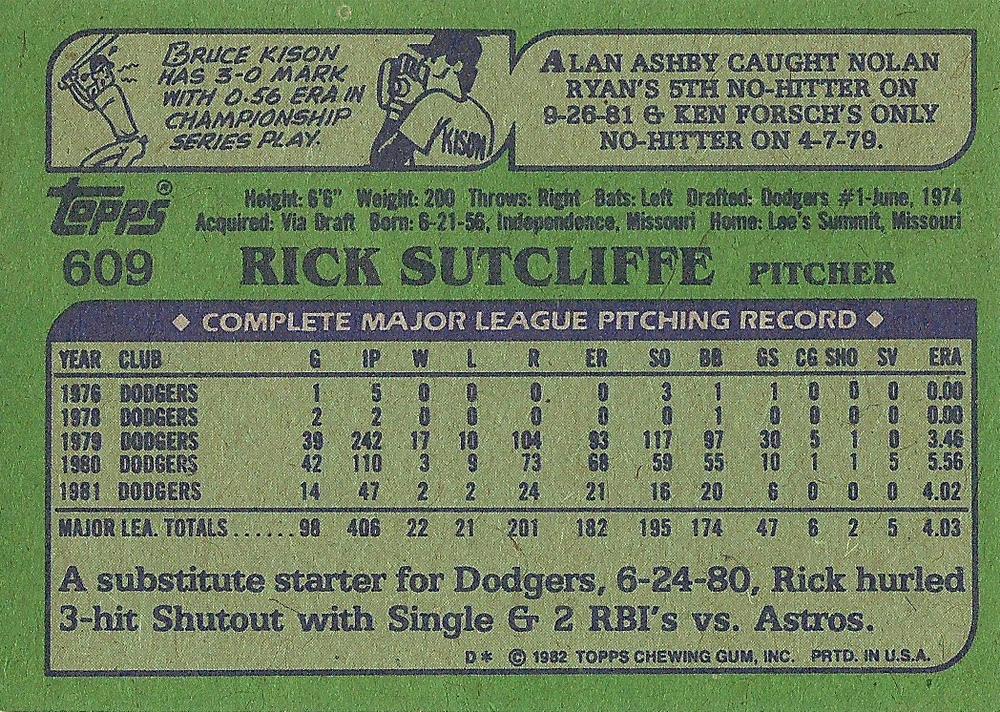 BRUCE KISON
HAS 3-0 MARK
WITH 0.56 ERA IN
CHAMPIONSHIP
SERIES PLAY.
KISON
ALAN ASHBY CAUGHT NOLAN
RYAN'S 5TH NO-HITTER ON
9-26-81 & KEN FORSCH'S ONLY
NO-HITTER ON 4-7-79.
Topps®
Height: 6'6" Weight: 200 Throws: Right Bats: Left Drafted: Dodgers #1-June, 1974
Acquired: Via Draft Born: 6-21-56, Independence, Missouri Home: Lee's Summit, Missouri
609 RICK SUTCLIFFE PITCHER
◆ COMPLETE MAJOR LEAGUE PITCHING RECORD ◆
YEAR CLUB G IP W L R ER SO BB GS CG SHO SV ERA
1976 DODGERS 1 5 0 0 0 0 3 1 1 0 0 0 0.00
1978 DODGERS 2 2 0 0 0 0 0 1 0 0 0 0 0.00
1979 DODGERS 39 242 17 10 104 93 117 97 30 5 1 0 3.46
1980 DODGERS 42 110 3 9 73 68 59 55 10 1 1 5 5.56
1981 DODGERS 14 47 2 2 24 21 16 20 6 0 0 0 4.02
MAJOR LEA. TOTALS ...... 98 406 22 21 201 182 195 174 47 6 2 5 4.03
A substitute starter for Dodgers, 6-24-80, Rick hurled
3-hit Shutout with Single & 2 RBI's vs. Astros.
D* © 1982 TOPPS CHEWING GUM, INC. PRTD. IN U.S.A.